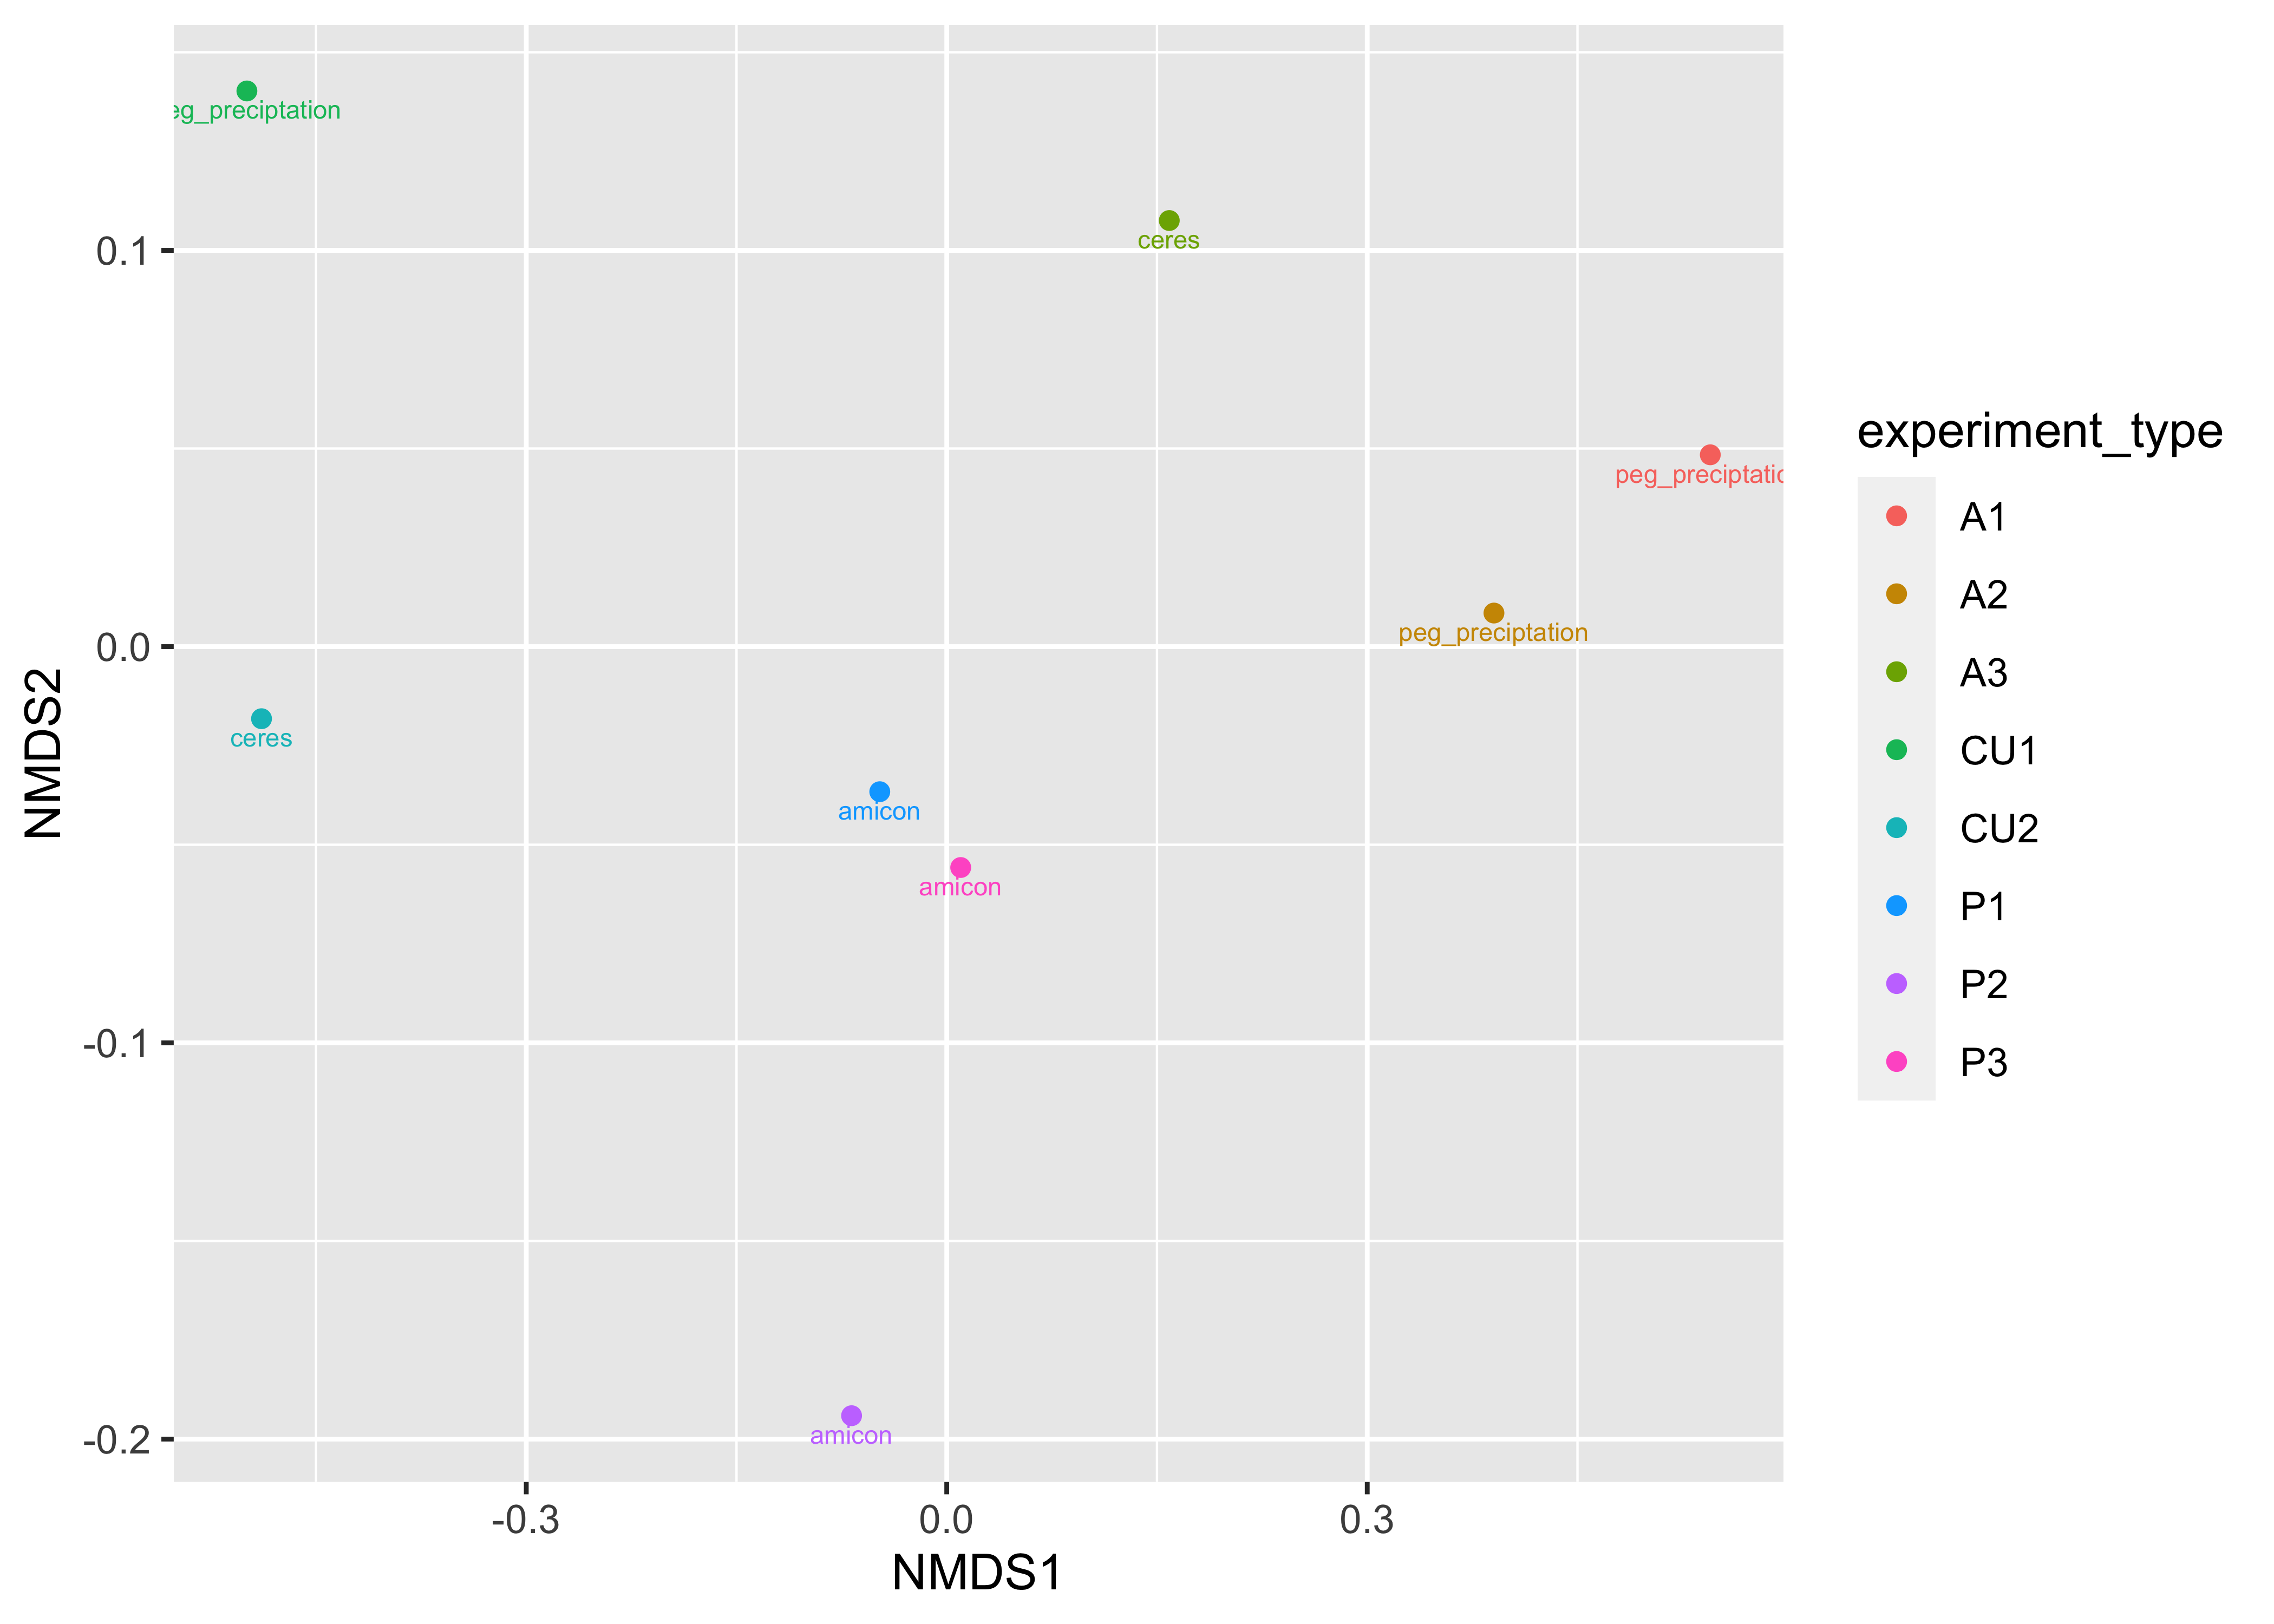 eg_preciptation
ceres
peg_preciptatic
peg_preciptation
ceres
amicon
amicon
amicon
0.1
0.0
-0.1
-0.2
NMDS2
-0.3
0.0
0.3
NMDS1
experiment_type
A1
A2
A3
CU1
CU2
P1
P2
P3